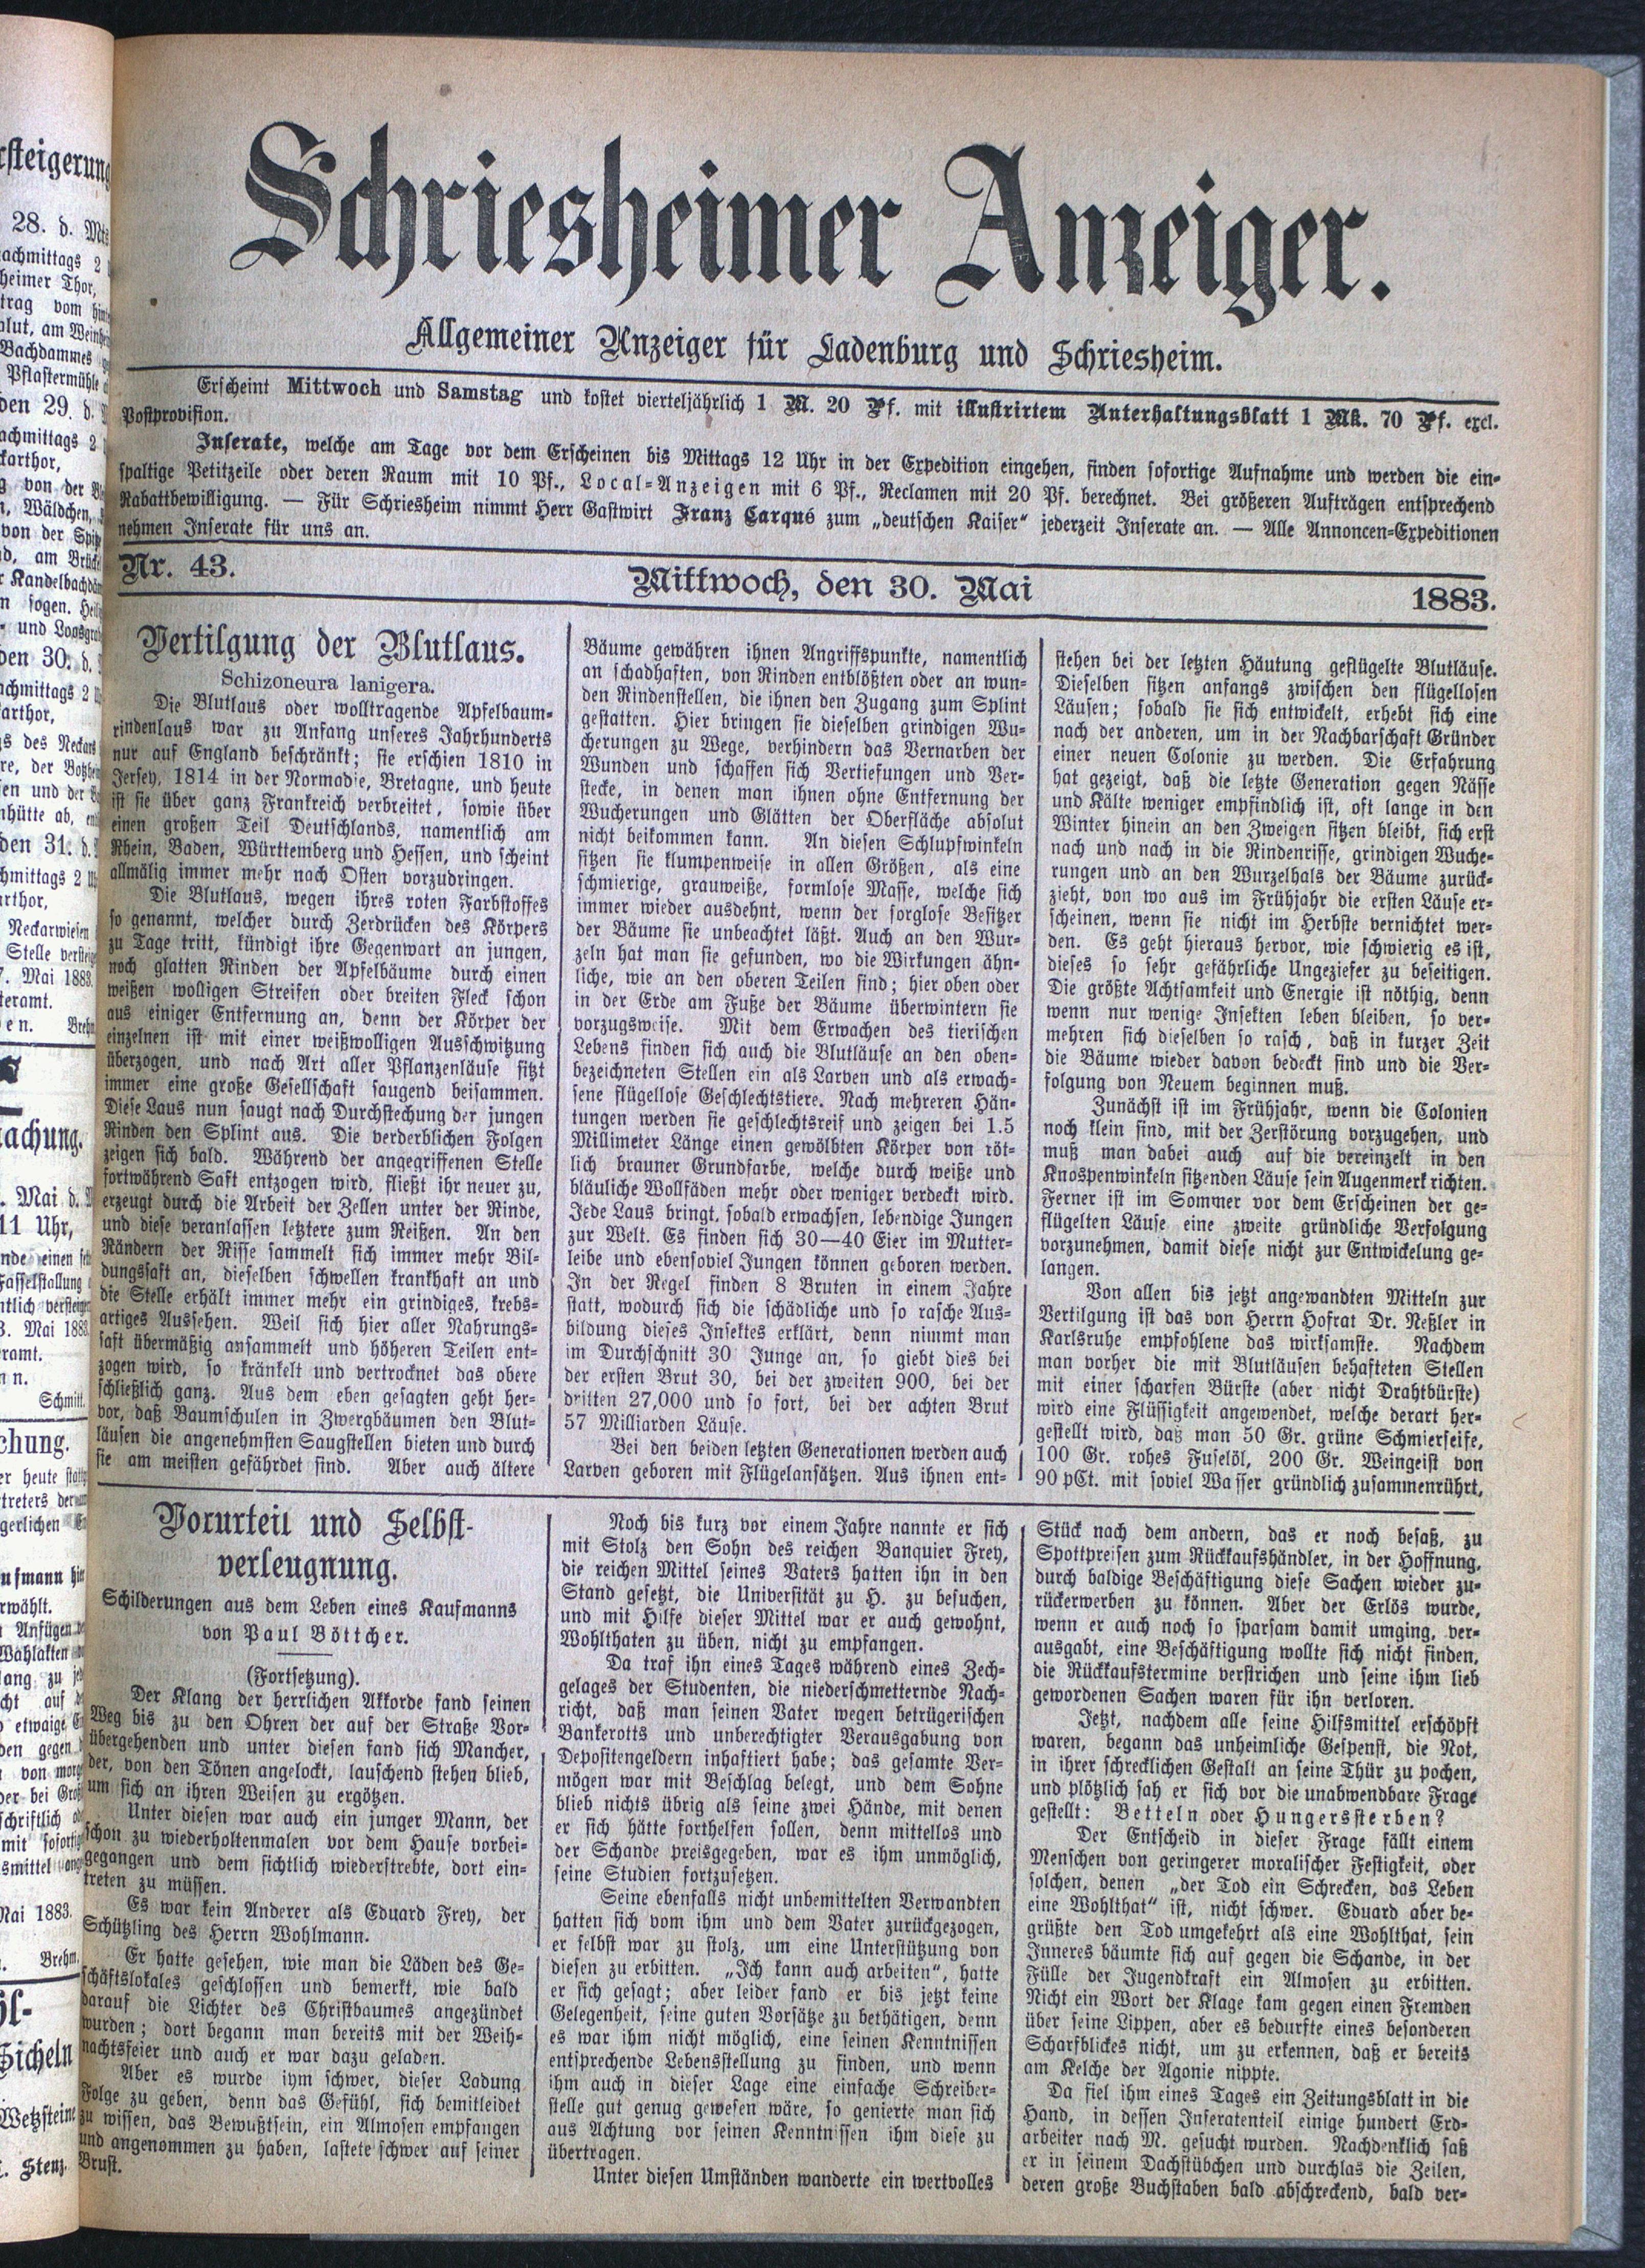 Schriesheimer Anzeiger.
Allgemeiner Anzeiger für Ladenburg und Schriesheim.
Erscheint Mittwoch und Samstag und kostet vierteljährlich 1 M. 20 Pf. mit illustrirtem Unterhaltungsblatt 1 Mk. 70 Pf. excl.
Postprovision.
Inserate, welche am Tage vor dem Erscheinen bis Mittags 12 Uhr in der Expedition eingehen, finden sofortige Aufnahme und werden die ein-
spaltige Petitzeile oder deren Raum mit 10 Pf., Local-Anzeigen mit 6 Pf., Reclamen mit 20 Pf. berechnet. Bei größeren Aufträgen entsprechend
Rabattbewilligung. — Für Schriesheim nimmt Herr Gastwirt Franz Carqué zum „deutschen Kaiser“ jederzeit Inserate an. — Alle Annoncen-Expeditionen
nehmen Inserate für uns an.
Nr. 43.
Mittwoch, den 30. Mai
1883.
Vertilgung der Blutlaus.
Schizoneura lanigera.
Die Blutlaus oder wolltragende Apfelbaum-
rindenlaus war zu Anfang unseres Jahrhunderts
nur auf England beschränkt; sie erschien 1810 in
Jersey, 1814 in der Normadie, Bretagne, und heute
ist sie über ganz Frankreich verbreitet, sowie über
einen großen Teil Deutschlands, namentlich am
Rhein, Baden, Württemberg und Hessen, und scheint
allmälig immer mehr nach Osten vorzudringen.
Die Blutlaus, wegen ihres roten Farbstoffes
so genannt, welcher durch Zerdrücken des Körpers
zu Tage tritt, kündigt ihre Gegenwart an jungen,
noch glatten Rinden der Apfelbäume durch einen
weißen wolligen Streifen oder breiten Fleck schon
aus einiger Entfernung an, denn der Körper der
einzelnen ist mit einer weißwolligen Ausschwitzung
überzogen, und nach Art aller Pflanzenläuse sitzt
immer eine große Gesellschaft saugend beisammen.
Diese Laus nun saugt nach Durchstechung der jungen
Rinden den Splint aus. Die verderblichen Folgen
zeigen sich bald. Während der angegriffenen Stelle
fortwährend Saft entzogen wird, fließt ihr neuer zu,
erzeugt durch die Arbeit der Zellen unter der Rinde,
und diese veranlassen letztere zum Reißen. An den
Rändern der Risse sammelt sich immer mehr Bil-
dungssaft an, dieselben schwellen krankhaft an und
die Stelle erhält immer mehr ein grindiges, krebs-
artiges Aussehen. Weil sich hier aller Nahrungs-
saft übermäßig ansammelt und höheren Teilen ent-
zogen wird, so kränkelt und vertrocknet das obere
schließlich ganz. Aus dem eben gesagten geht her-
vor, daß Baumschulen in Zwergbäumen den Blut-
läusen die angenehmsten Saugstellen bieten und durch
sie am meisten gefährdet sind. Aber auch ältere
Bäume gewähren ihnen Angriffspunkte, namentlich
an schadhaften, von Rinden entblößten oder an wun-
den Rindenstellen, die ihnen den Zugang zum Splint
gestatten. Hier bringen sie dieselben grindigen Wu-
cherungen zu Wege, verhindern das Vernarben der
Wunden und schaffen sich Vertiefungen und Ver-
stecke, in denen man ihnen ohne Entfernung der
Wucherungen und Glätten der Oberfläche absolut
nicht beikommen kann. An diesen Schlupfwinkeln
sitzen sie klumpenweise in allen Größen, als eine
schmierige, grauweiße, formlose Masse, welche sich
immer wieder ausdehnt, wenn der sorglose Besitzer
der Bäume sie unbeachtet läßt. Auch an den Wur-
zeln hat man sie gefunden, wo die Wirkungen ähn-
liche, wie an den oberen Teilen sind; hier oben oder
in der Erde am Fuße der Bäume überwintern sie
vorzugsweise. Mit dem Erwachen des tierischen
Lebens finden sich auch die Blutläuse an den oben-
bezeichneten Stellen ein als Larven und als erwach-
sene flügellose Geschlechtstiere. Nach mehreren Hän-
tungen werden sie geschlechtsreif und zeigen bei 1.5
Millimeter Länge einen gewölbten Körper von röt-
lich brauner Grundfarbe, welche durch weiße und
bläuliche Wollfäden mehr oder weniger verdeckt wird.
Jede Laus bringt, sobald erwachsen, lebendige Jungen
zur Welt. Es finden sich 30—40 Eier im Mutter-
leibe und ebensoviel Jungen können geboren werden.
In der Regel finden 8 Bruten in einem Jahre
statt, wodurch sich die schädliche und so rasche Aus-
bildung dieses Insektes erklärt, denn nimmt man
im Durchschnitt 30 Junge an, so giebt dies bei
der ersten Brut 30, bei der zweiten 900, bei der
dritten 27,000 und so fort, bei der achten Brut
57 Milliarden Läuse.
Bei den beiden letzten Generationen werden auch
Larven geboren mit Flügelansätzen. Aus ihnen ent-
stehen bei der letzten Häutung geflügelte Blutläuse.
Dieselben sitzen anfangs zwischen den flügellosen
Läusen; sobald sie sich entwickelt, erhebt sich eine
nach der anderen, um in der Nachbarschaft Gründer
einer neuen Colonie zu werden. Die Erfahrung
hat gezeigt, daß die letzte Generation gegen Nässe
und Kälte weniger empfindlich ist, oft lange in den
Winter hinein an den Zweigen sitzen bleibt, sich erst
nach und nach in die Rindenrisse, grindigen Wuche-
rungen und an den Wurzelhals der Bäume zurück-
zieht, von wo aus im Frühjahr die ersten Läuse er-
scheinen, wenn sie nicht im Herbste vernichtet wer-
den. Es geht hieraus hervor, wie schwierig es ist,
dieses so sehr gefährliche Ungeziefer zu beseitigen.
Die größte Achtsamkeit und Energie ist nöthig, denn
wenn nur wenige Insekten leben bleiben, so ver-
mehren sich dieselben so rasch, daß in kurzer Zeit
die Bäume wieder davon bedeckt sind und die Ver-
folgung von Neuem beginnen muß.
Zunächst ist im Frühjahr, wenn die Colonien
noch klein sind, mit der Zerstörung vorzugehen, und
muß man dabei auch auf die vereinzelt in den
Knospenwinkeln sitzenden Läuse sein Augenmerk richten.
Ferner ist im Sommer vor dem Erscheinen der ge-
flügelten Läuse eine zweite gründliche Verfolgung
vorzunehmen, damit diese nicht zur Entwickelung ge-
langen.
Von allen bis jetzt angewandten Mitteln zur
Vertilgung ist das von Herrn Hofrat Dr. Neßler in
Karlsruhe empfohlene das wirksamste. Nachdem
man vorher die mit Blutläusen behafteten Stellen
mit einer scharfen Bürste (aber nicht Drahtbürste)
wird eine Flüssigkeit angewendet, welche derart her-
gestellt wird, daß man 50 Gr. grüne Schmierseife,
100 Gr. rohes Fuselöl, 200 Gr. Weingeist von
90 pCt. mit soviel Wasser gründlich zusammenrührt,
Vorurteil und Selbst-
verleugnung.
Schilderungen aus dem Leben eines Kaufmanns
von Paul Böttcher.
(Fortsetzung).
Der Klang der herrlichen Akkorde fand seinen
Weg bis zu den Ohren der auf der Straße Vor-
übergehenden und unter diesen fand sich Mancher,
der, von den Tönen angelockt, lauschend stehen blieb,
um sich an ihren Weisen zu ergötzen.
Unter diesen war auch ein junger Mann, der
schon zu wiederholtenmalen vor dem Hause vorbei-
gegangen und dem sichtlich wiederstrebte, dort ein-
treten zu müssen.
Es war kein Anderer als Eduard Frey, der
Schützling des Herrn Wohlmann.
Er hatte gesehen, wie man die Läden des Ge-
schäftslokales geschlossen und bemerkt, wie bald
darauf die Lichter des Christbaumes angezündet
wurden; dort begann man bereits mit der Weih-
nachtsfeier und auch er war dazu geladen.
Aber es wurde ihm schwer, dieser Ladung
Folge zu geben, denn das Gefühl, sich bemitleidet
zu wissen, das Bewußtsein, ein Almosen empfangen
und angenommen zu haben, lastete schwer auf seiner
Brust.
Noch bis kurz vor einem Jahre nannte er sich
mit Stolz den Sohn des reichen Banquier Frey,
die reichen Mittel seines Vaters hatten ihn in den
Stand gesetzt, die Universität zu H. zu besuchen,
und mit Hilfe dieser Mittel war er auch gewohnt,
Wohlthaten zu üben, nicht zu empfangen.
Da traf ihn eines Tages während eines Zech-
gelages der Studenten, die niederschmetternde Nach-
richt, daß man seinen Vater wegen betrügerischen
Bankerotts und unberechtigter Verausgabung von
Depositengeldern inhaftiert habe; das gesamte Ver-
mögen war mit Beschlag belegt, und dem Sohne
blieb nichts übrig als seine zwei Hände, mit denen
er sich hätte forthelfen sollen, denn mittellos und
der Schande preisgegeben, war es ihm unmöglich,
seine Studien fortzusetzen.
Seine ebenfalls nicht unbemittelten Verwandten
hatten sich vom ihm und dem Vater zurückgezogen,
er selbst war zu stolz, um eine Unterstützung von
diesen zu erbitten. „Ich kann auch arbeiten“, hatte
er sich gesagt; aber leider fand er bis jetzt keine
Gelegenheit, seine guten Vorsätze zu bethätigen, denn
es war ihm nicht möglich, eine seinen Kenntnissen
entsprechende Lebensstellung zu finden, und wenn
ihm auch in dieser Lage eine einfache Schreiber-
stelle gut genug gewesen wäre, so genierte man sich
aus Achtung vor seinen Kenntnissen ihm diese zu
übertragen.
Unter diesen Umständen wanderte ein wertvolles
Stück nach dem andern, das er noch besaß, zu
Spottpreisen zum Rückkaufshändler, in der Hoffnung,
durch baldige Beschäftigung diese Sachen wieder zu-
rückerwerben zu können. Aber der Erlös wurde,
wenn er auch noch so sparsam damit umging, ver-
ausgabt, eine Beschäftigung wollte sich nicht finden,
die Rückkaufstermine verstrichen und seine ihm lieb
gewordenen Sachen waren für ihn verloren.
Jetzt, nachdem alle seine Hilfsmittel erschöpft
waren, begann das unheimliche Gespenst, die Not,
in ihrer schrecklichen Gestalt an seine Thür zu pochen,
und plötzlich sah er sich vor die unabwendbare Frage
gestellt: Betteln oder Hungerssterben?
Der Entscheid in dieser Frage fällt einem
Menschen von geringerer moralischer Festigkeit, oder
solchen, denen „der Tod ein Schrecken, das Leben
eine Wohlthat“ ist, nicht schwer. Eduard aber be-
grüßte den Tod umgekehrt als eine Wohlthat, sein
Inneres bäumte sich auf gegen die Schande, in der
Fülle der Jugendkraft ein Almosen zu erbitten.
Nicht ein Wort der Klage kam gegen einen Fremden
über seine Lippen, aber es bedurfte eines besonderen
Scharfblickes nicht, um zu erkennen, daß er bereits
am Kelche der Agonie nippte.
Da fiel ihm eines Tages ein Zeitungsblatt in die
Hand, in dessen Inseratenteil einige hundert Erd-
arbeiter nach M. gesucht wurden. Nachdenklich saß
er in seinem Dachstübchen und durchlas die Zeilen,
deren große Buchstaben bald abschreckend, bald ver-